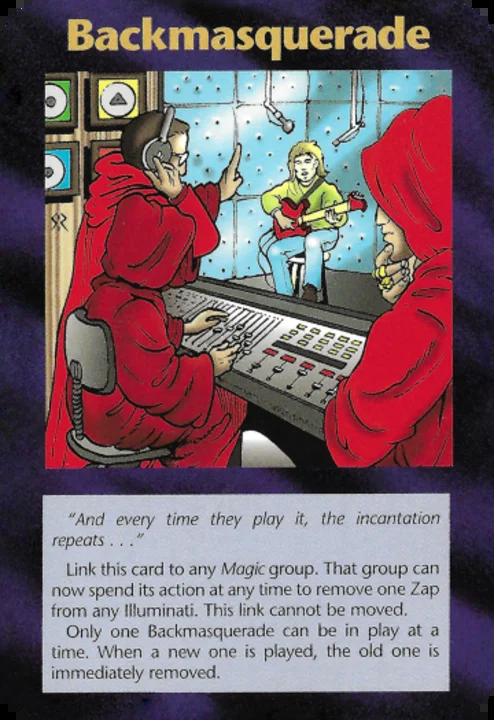 Backmasquerade
“And every time they play it, the incantation
repeats . . .”
Link this card to any Magic group. That group can
now spend its action at any time to remove one Zap
from any Illuminati. This link cannot be moved.
Only one Backmasquerade can be in play at a
time. When a new one is played, the old one is
immediately removed.